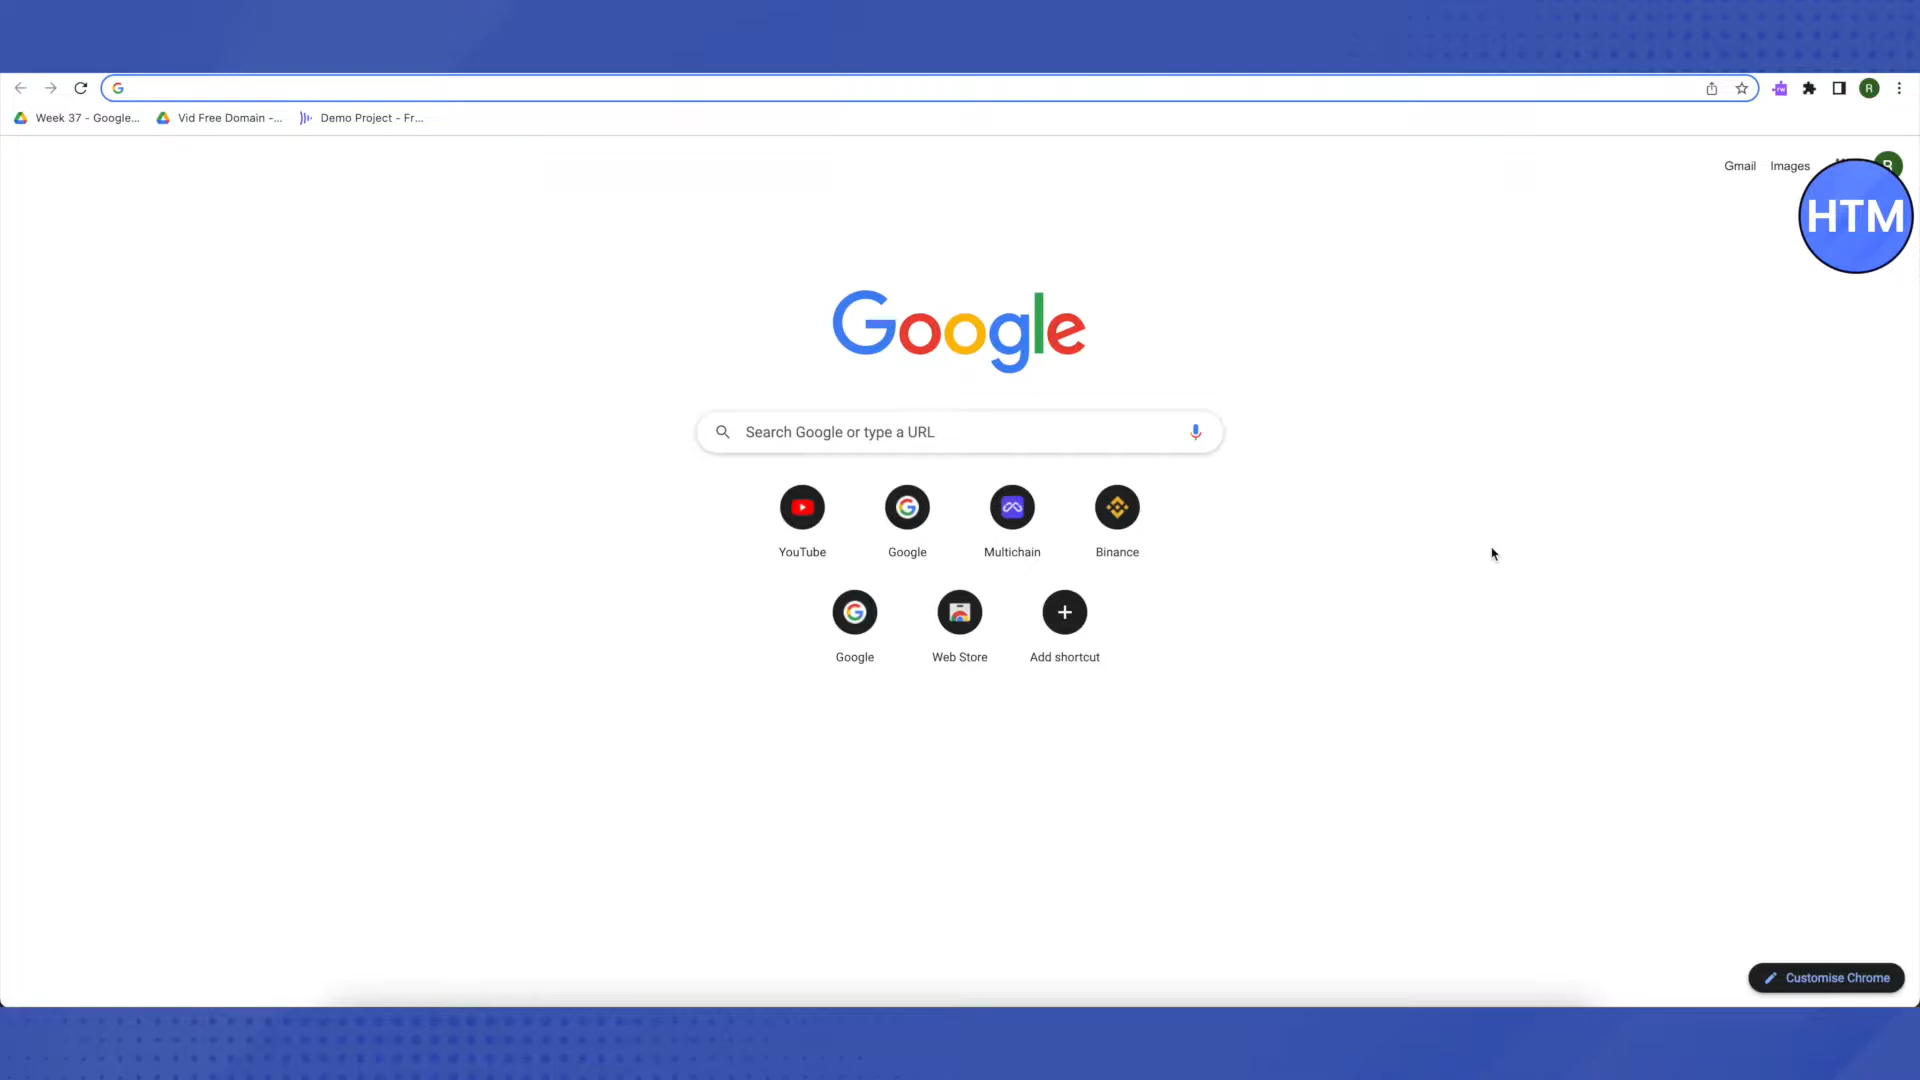 Week 37 - Google...
Vid Free Domain -...
Demo Project - Fr...
R
Gmail
Images
HTM
Google
Search Google or type a URL
YouTube
Google
Multichain
Binance
Google
Web Store
Add shortcut
Customise Chrome